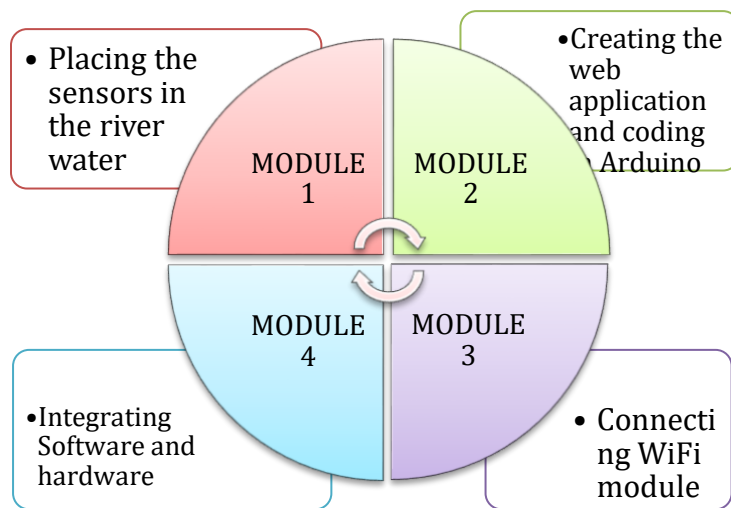 • Placing the
sensors in
the river
water
MODULE
1
•Creating the
web
application
and coding
Arduino
MODULE
2
MODULE
4
•Integrating
Software and
hardware
MODULE
3
• Connecti
ng WiFi
module